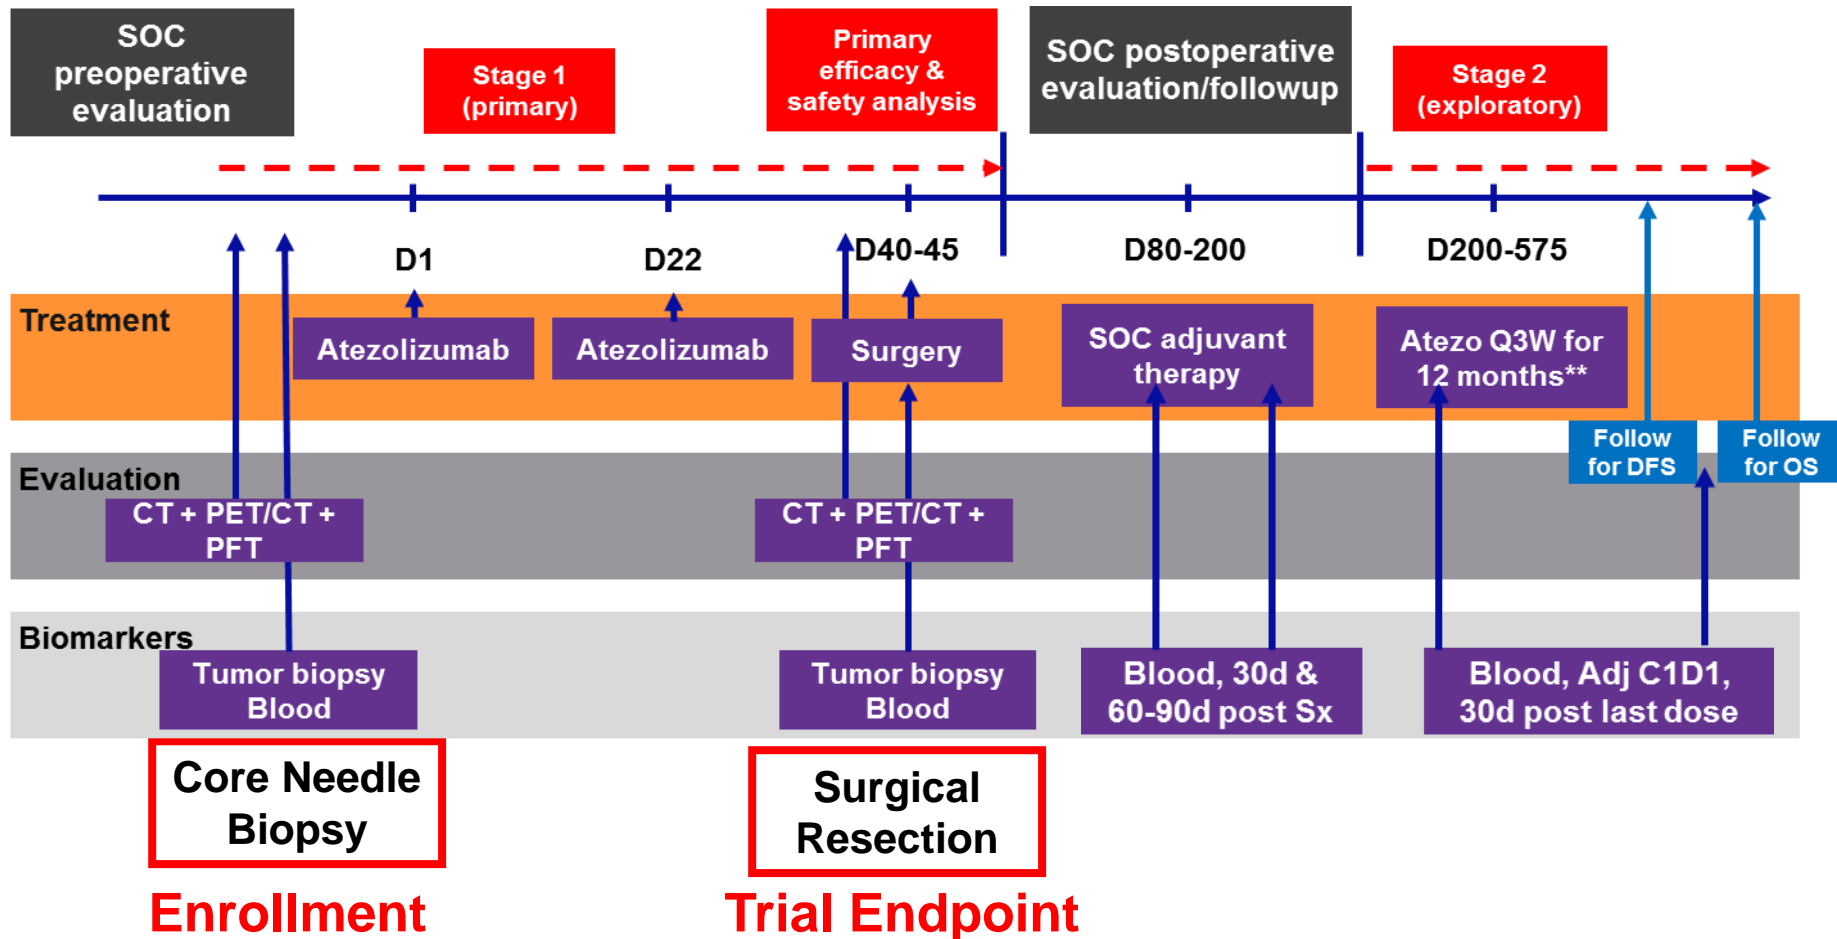 SOC
preoperative
evaluation
Stage 1
(primary)
Primary
efficacy &
safety analysis
SOC postoperative
evaluation/followup
Stage 2
(exploratory)
D1
D22
D40-45
D80-200
D200-575
Treatment
Atezolizumab
Atezolizumab
Surgery
SOC adjuvant
therapy
Atezo Q3W for
12 months**
Follow
for DFS
Follow
for OS
Evaluation
CT + PET/CT +
PFT
CT + PET/CT +
PFT
Biomarkers
Tumor biopsy
Blood
Tumor biopsy
Blood
Blood, 30d &
60-90d post Sx
Blood, Adj C1D1,
30d post last dose
Core Needle
Biopsy
Surgical
Resection
Enrollment
Trial Endpoint